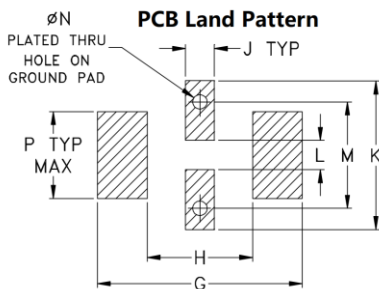 PCB Land Pattern
øN
PLATED THRU
HOLE ON
GROUND PAD
J TYP
P TYP
MAX
L
M
K
H
G